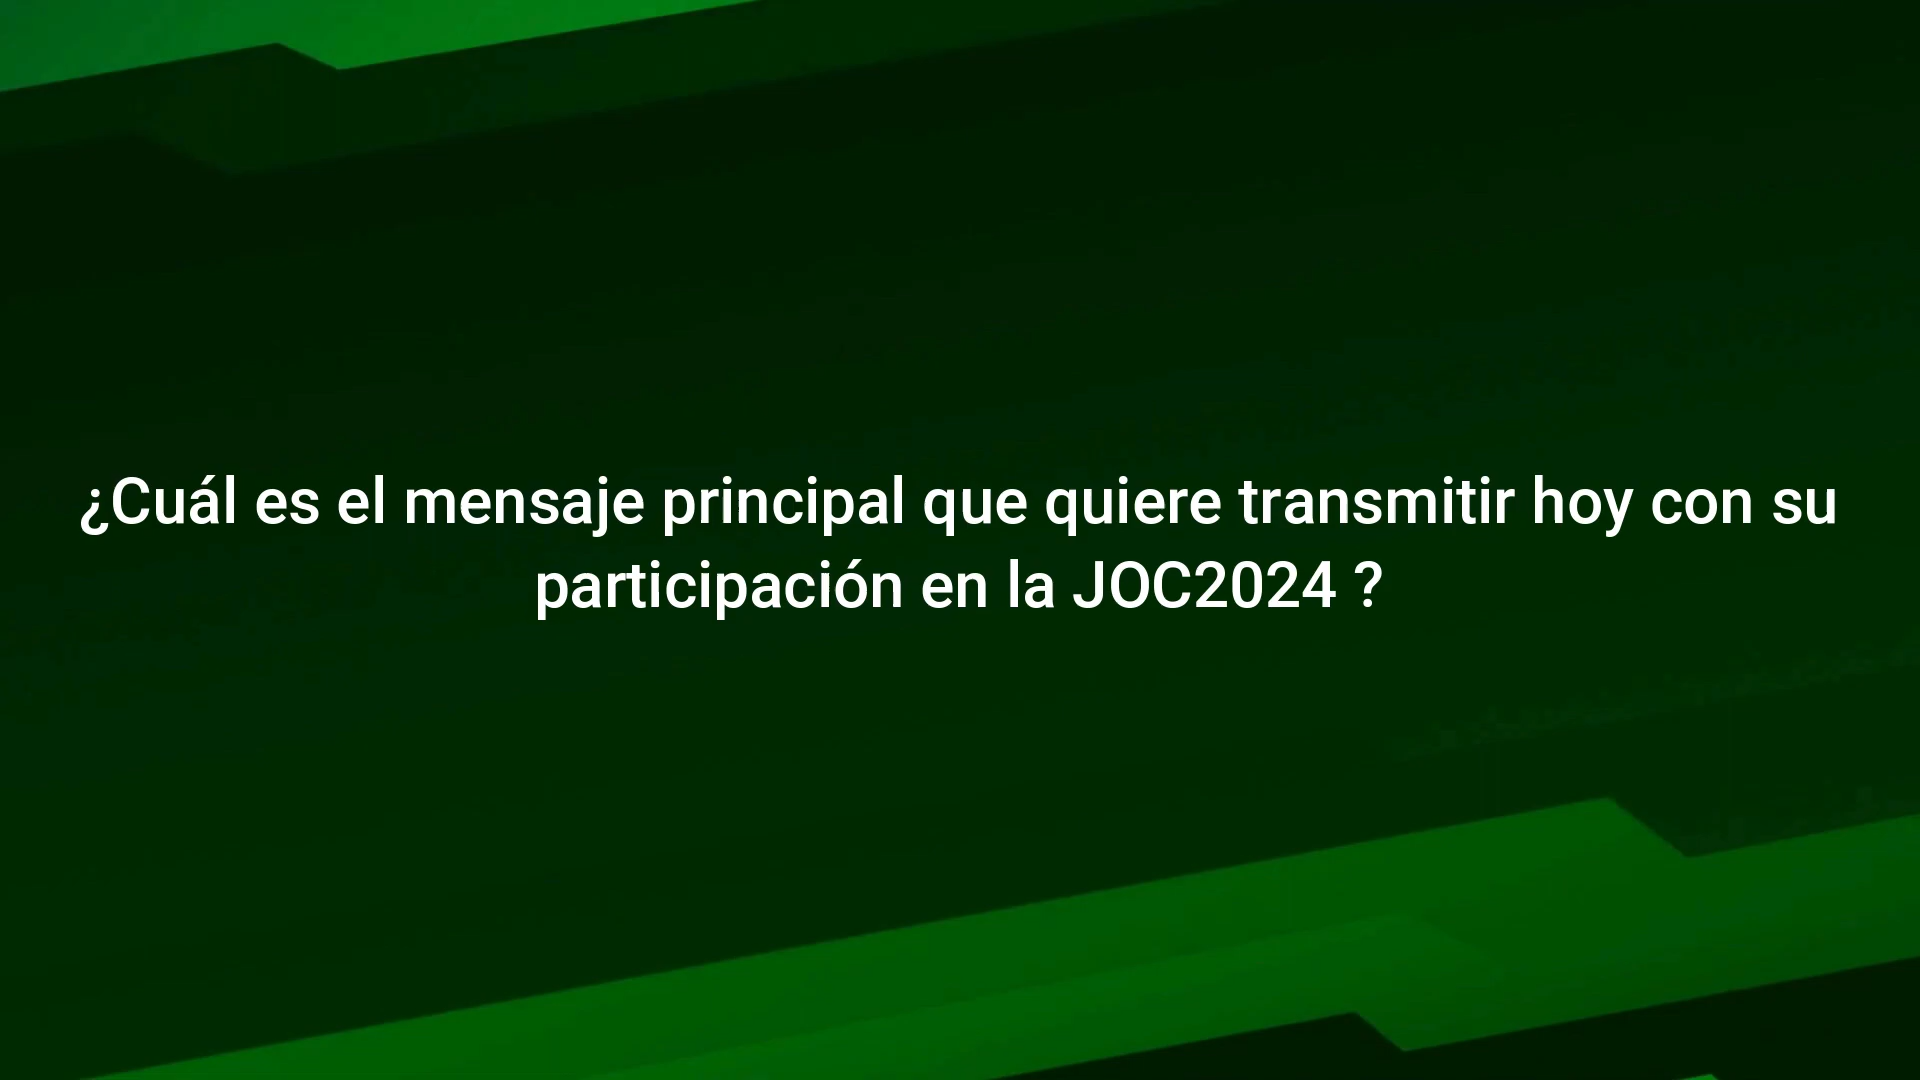 ¿Cuál es el mensaje principal que quiere transmitir hoy con su
participación en la JOC2024 ?